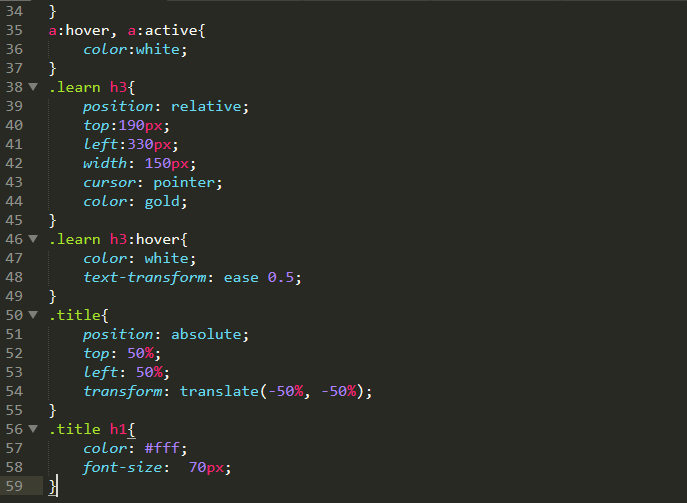 34 }
35 a:hover, a:active{
36     color:white;
37 }
38 .learn h3{
39     position: relative;
40     top:190px;
41     left:330px;
42     width: 150px;
43     cursor: pointer;
44     color: gold;
45 }
46 .learn h3:hover{
47     color: white;
48     text-transform: ease 0.5;
49 }
50 .title{
51     position: absolute;
52     top: 50%;
53     left: 50%;
54     transform: translate(-50%, -50%);
55 }
56 .title h1{
57     color: #fff;
58     font-size:  70px;
59 }